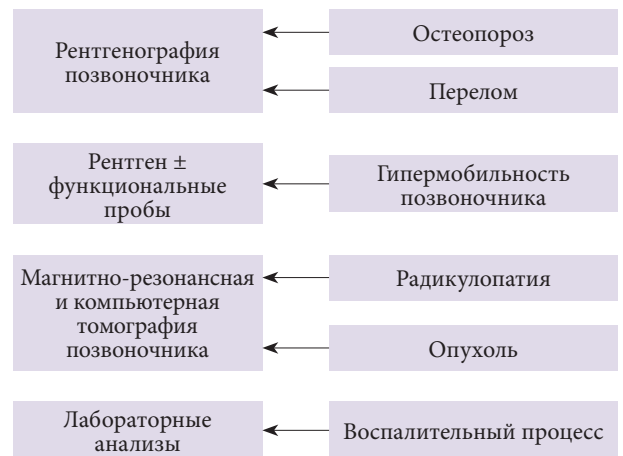 Рентгенография
позвоночника
Остеопороз
Перелом
Рентген ±
функциональные
пробы
Гипермобильность
позвоночника
Магнитно-резонансная
и компьютерная
томография
позвоночника
Радикулопатия
Опухоль
Лабораторные
анализы
Воспалительный процесс